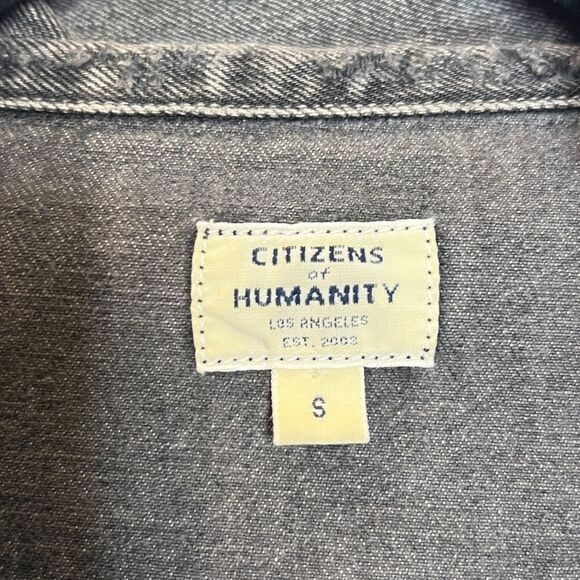 CITIZENS
of
HUMANITY
LOS ANGELES
EST. 2003
S